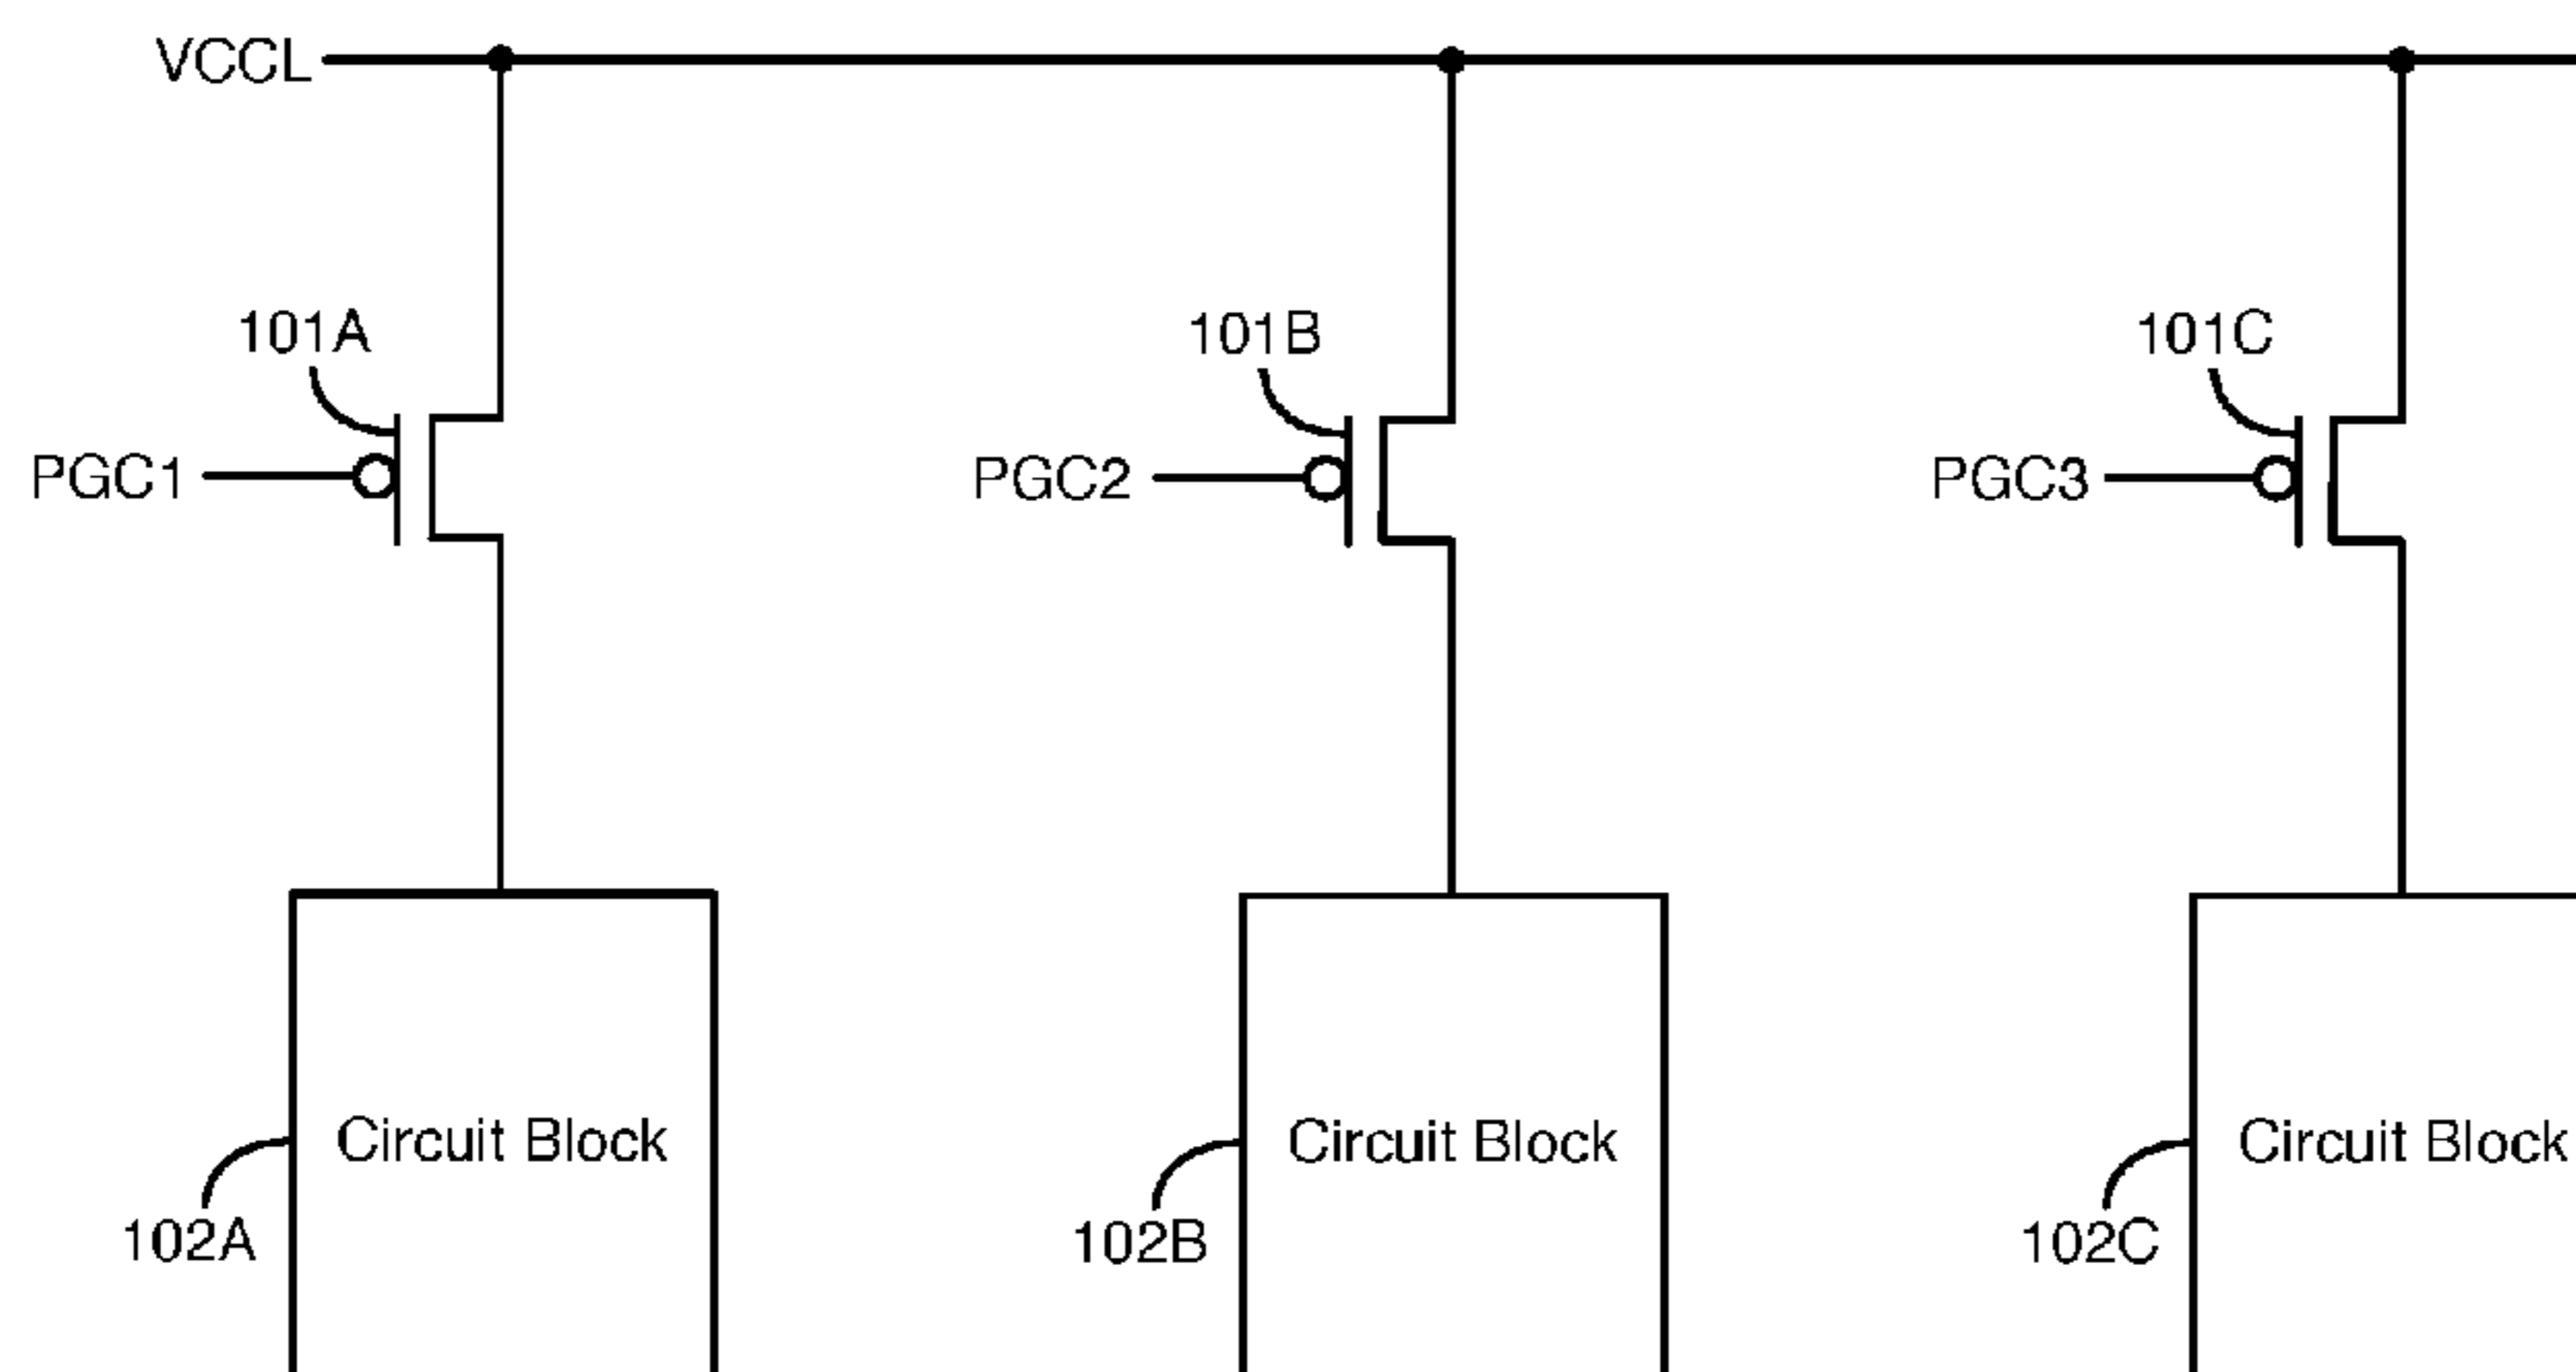 VCCL
101A
101B
101C
PGC1
PGC2
PGC3
Circuit Block
Circuit Block
Circuit Block
102A
102B
102C